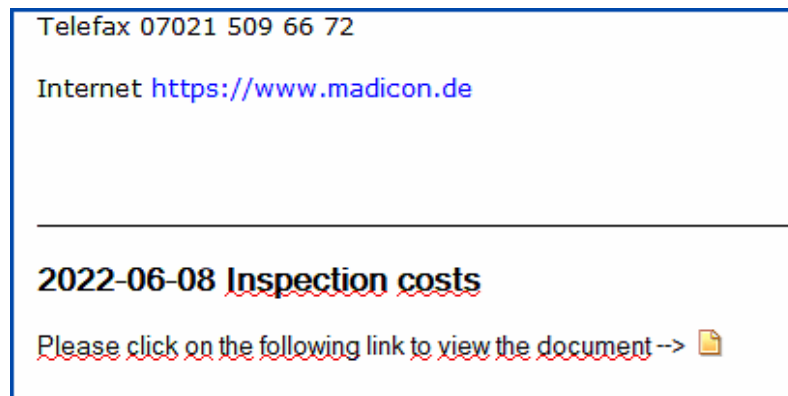 Telefax 07021 509 66 72
Internet https://www.madicon.de
2022-06-08 Inspection costs
Please click on the following link to view the document -->